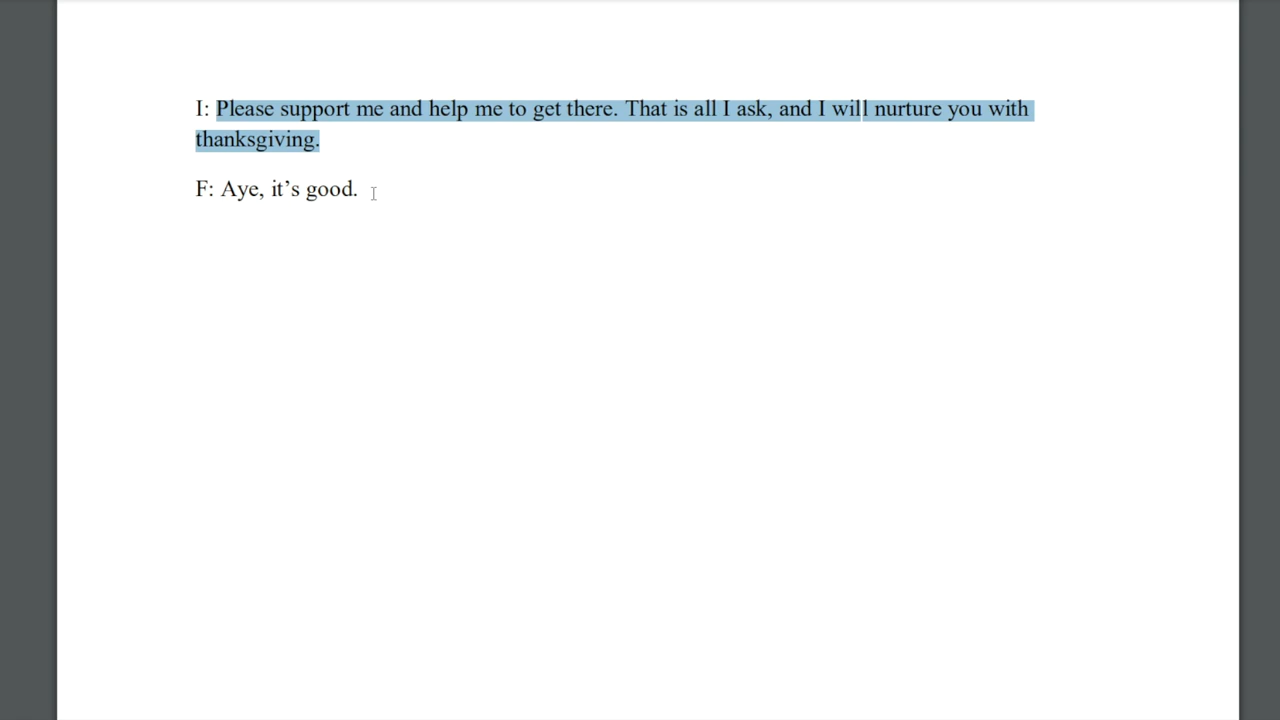 I: Please support me and help me to get there. That is all I ask, and I will nurture you with
thanksgiving.
F: Aye, it’s good.